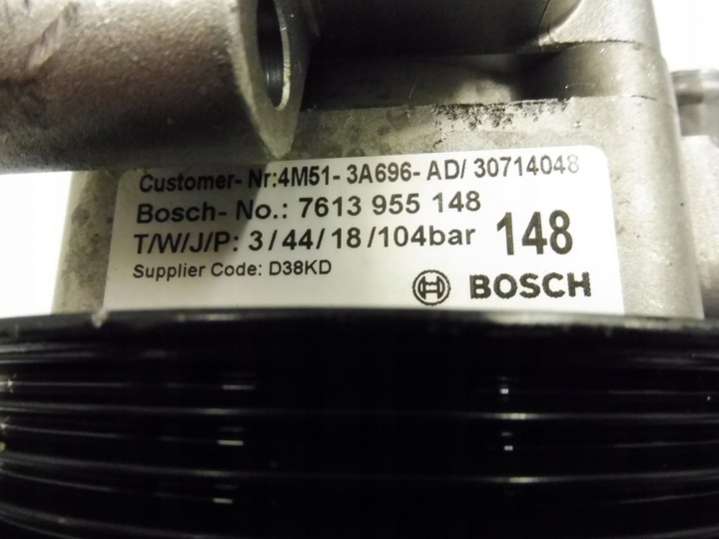 Customer- Nr:4M51- 3A696- AD/ 30714048
Bosch- No.: 7613 955 148
T/W/J/P: 3/44/18/104bar 148
Supplier Code: D38KD
BOSCH